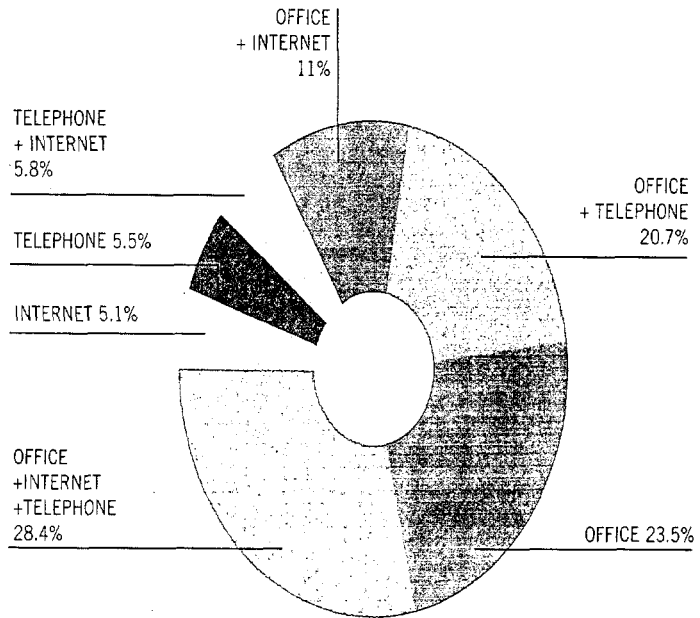 OFFICE
+ INTERNET
11%
TELEPHONE
+ INTERNET
5.8%
OFFICE
+ TELEPHONE
20.7%
TELEPHONE 5.5%
INTERNET 5.1%
OFFICE
+INTERNET
+TELEPHONE
28.4%
OFFICE 23.5%